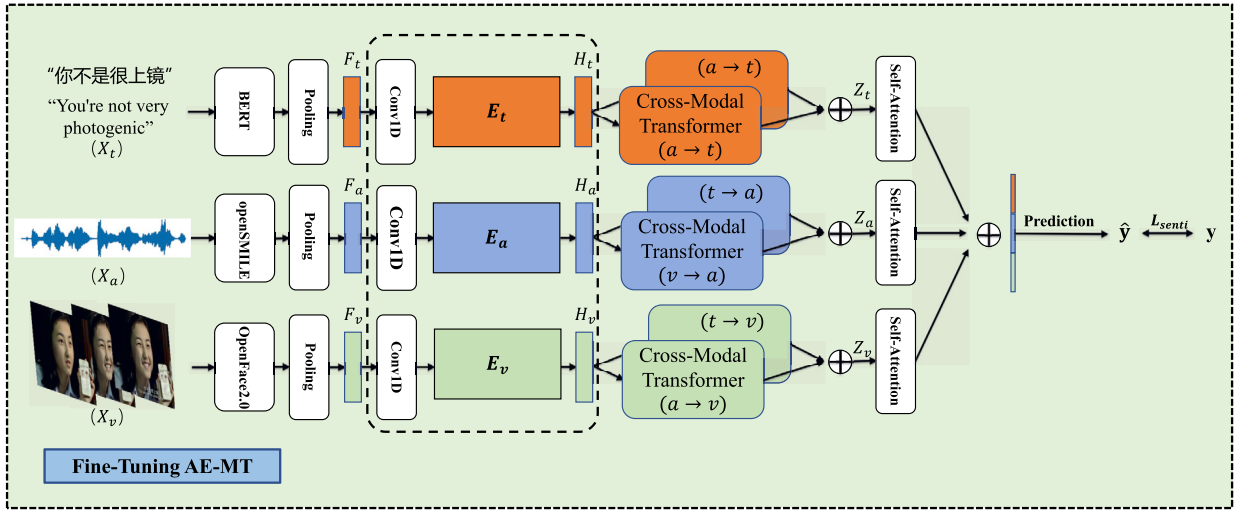 “你不是很上镜”
“You're not very
photogenic”
(X_t)
BERT
Pooling
F_t
Conv1D
E_t
H_t
(a → t)
Cross-Modal
Transformer
(a → t)
Z_t
Self-Attention
(X_a)
openSMILE
Pooling
F_a
Conv1D
E_a
H_a
(t → a)
Cross-Modal
Transformer
(v → a)
Z_a
Self-Attention
Prediction
ŷ
L_senti
y
(X_v)
OpenFace2.0
Pooling
F_v
Conv1D
E_v
H_v
(t → v)
Cross-Modal
Transformer
(a → v)
Z_v
Self-Attention
Fine-Tuning AE-MT